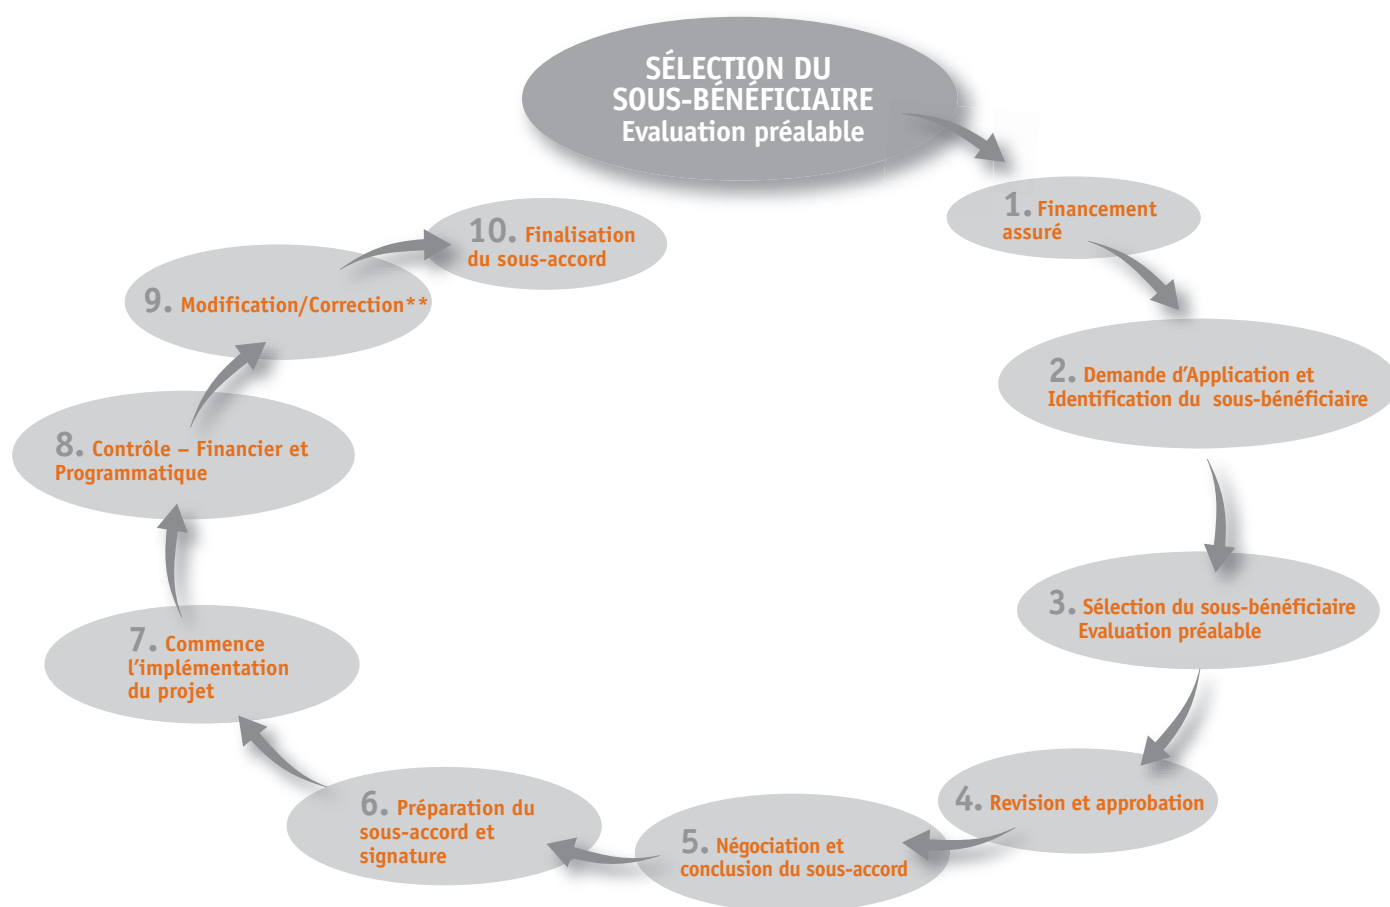 SÉLECTION DU
SOUS-BÉNÉFICIAIRE
Evaluation préalable
1. Financement
assuré
2. Demande d'Application et
Identification du sous-bénéficiaire
3. Sélection du sous-bénéficiaire
Evaluation préalable
4. Revision et approbation
5. Négociation et
conclusion du sous-accord
6. Préparation du
sous-accord et
signature
7. Commence
l'implémentation
du projet
8. Contrôle – Financier et
Programmatique
9. Modification/Correction**
10. Finalisation
du sous-accord